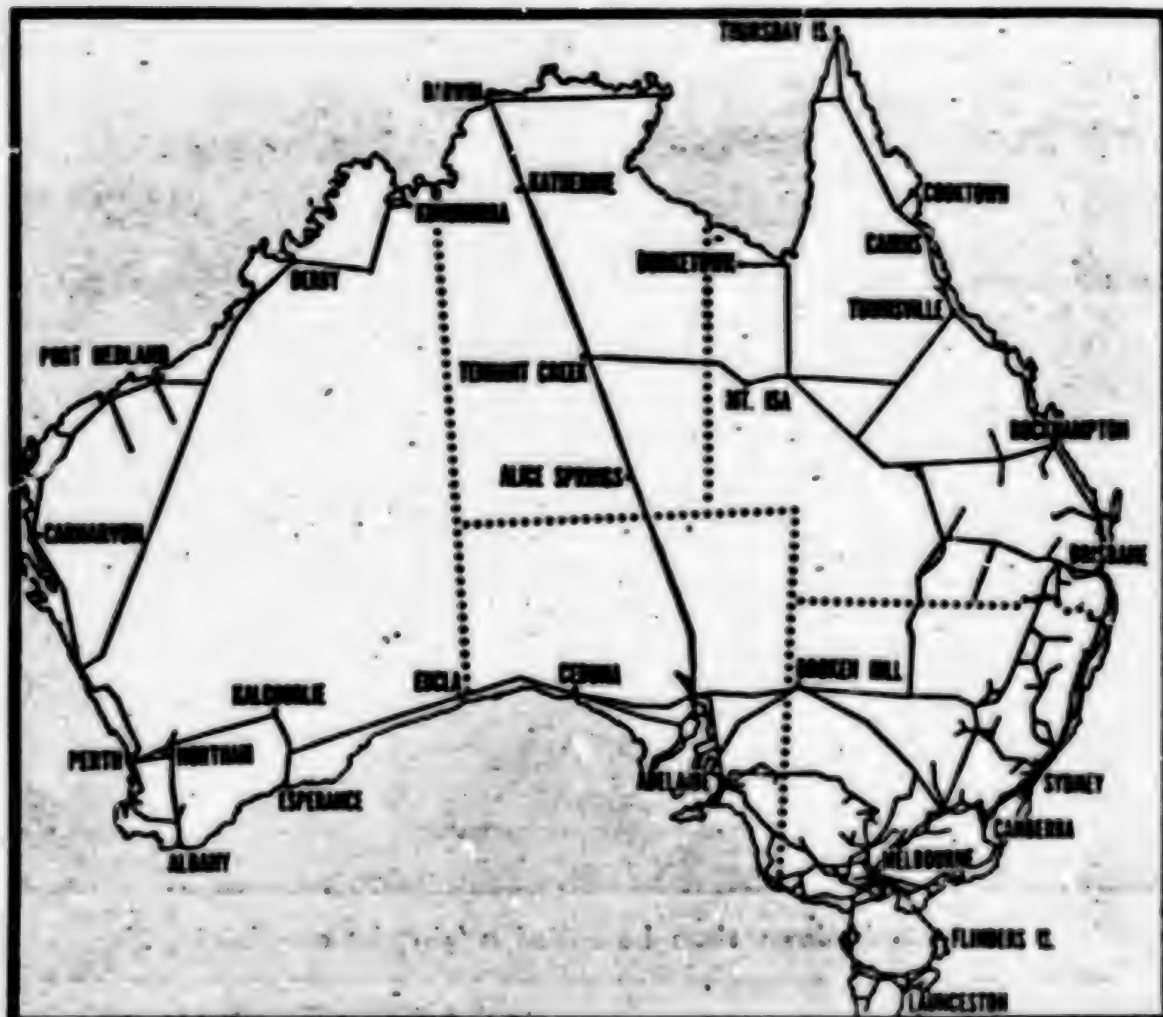 THURSDAY IS.
DARWIN
KATHERINE
COOKTOWN
KUNUNURRA
CAIRNS
BURKETOWN
DERBY
TOWNSVILLE
PORT HEDLAND
TENNANT CREEK
MT. ISA
ROCKHAMPTON
ALICE SPRINGS
CARNARVON
BRISBANE
EUCLA
CEDUNA
BROKEN HILL
KALGOORLIE
PERTH
NORTHAM
ADELAIDE
SYDNEY
ESPERANCE
CANBERRA
ALBANY
MELBOURNE
FLINDERS IS.
LAUNCESTON